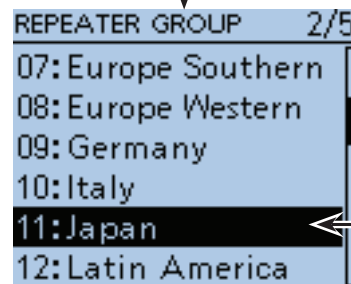 REPEATER GROUP 2/5
07:Europe Southern
08:Europe Western
09:Germany
10:Italy
11:Japan
12:Latin America